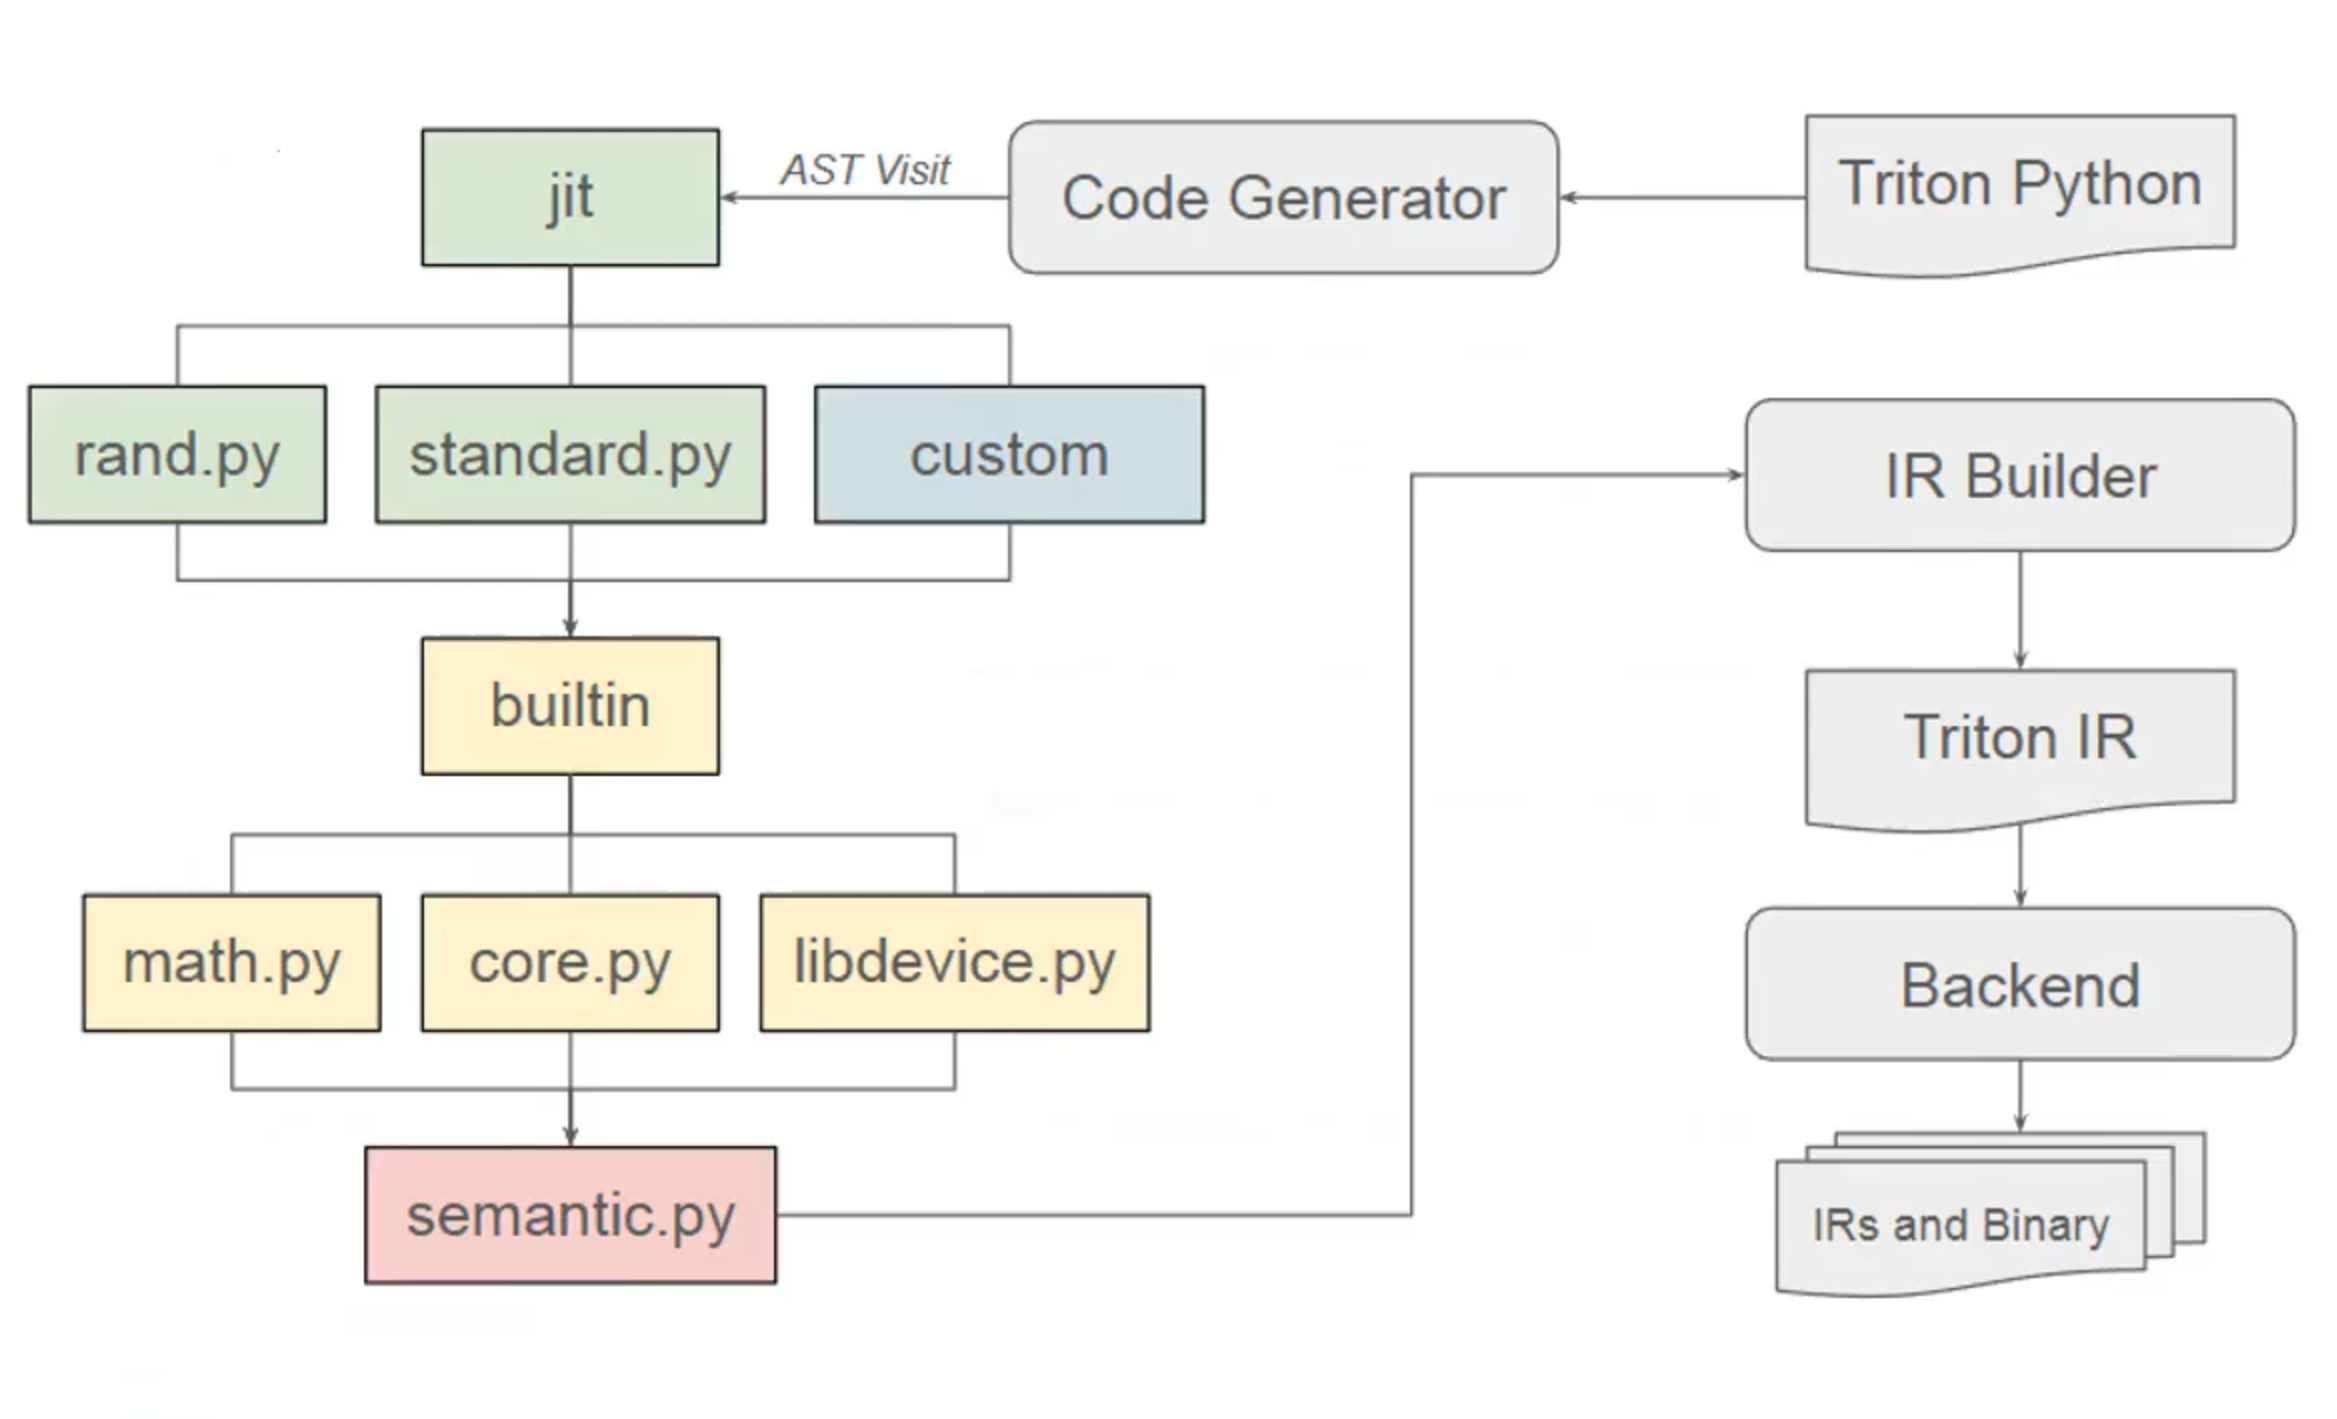 jit
AST Visit
Code Generator
Triton Python
rand.py
standard.py
custom
IR Builder
builtin
Triton IR
math.py
core.py
libdevice.py
Backend
semantic.py
IRs and Binary